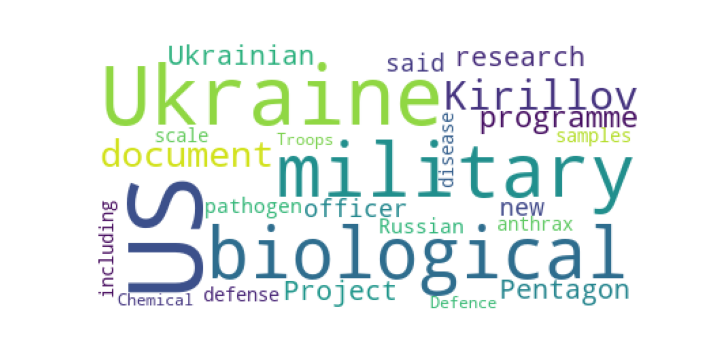 Ukrainian
said
research
Ukraine
Kirillov
programme
scale
Troops
disease
samples
document
military
US
including
pathogen
officer
new
Russian
anthrax
biological
Chemical
defense
Project
Defence
Pentagon